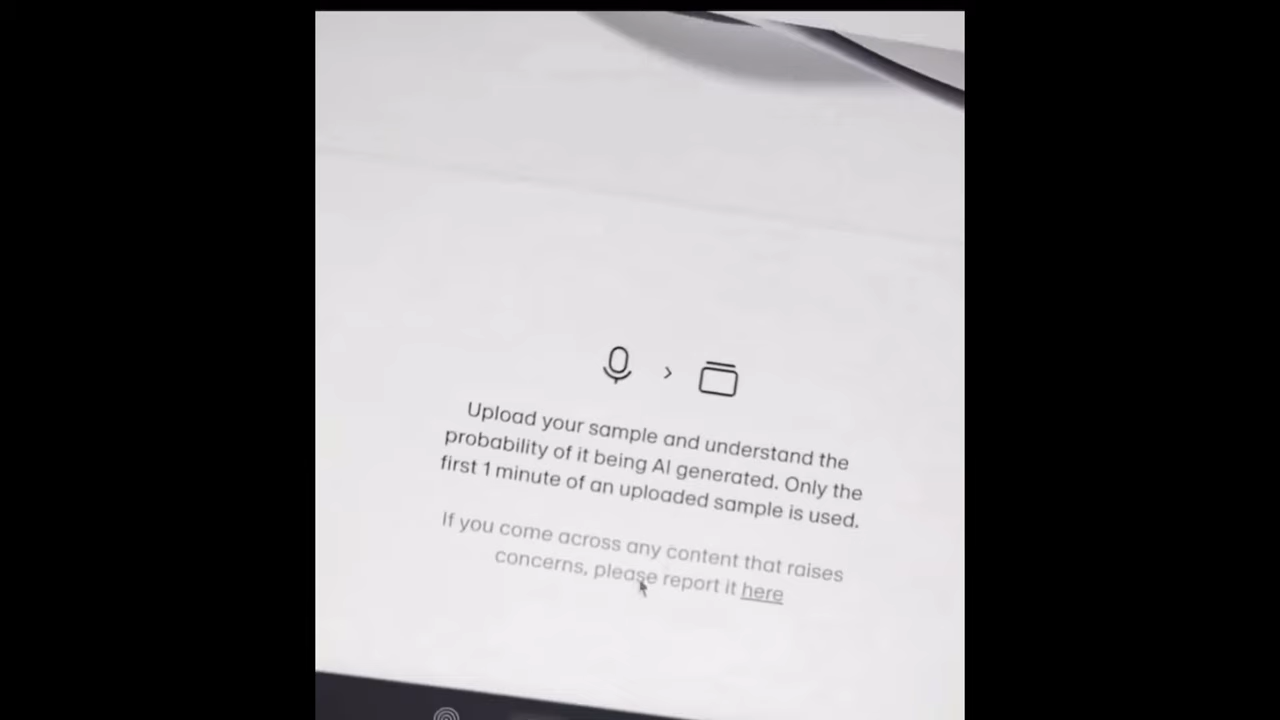 Upload your sample and understand the
probability of it being AI generated. Only the
first 1 minute of an uploaded sample is used.
If you come across any content that raises
concerns, please report it here